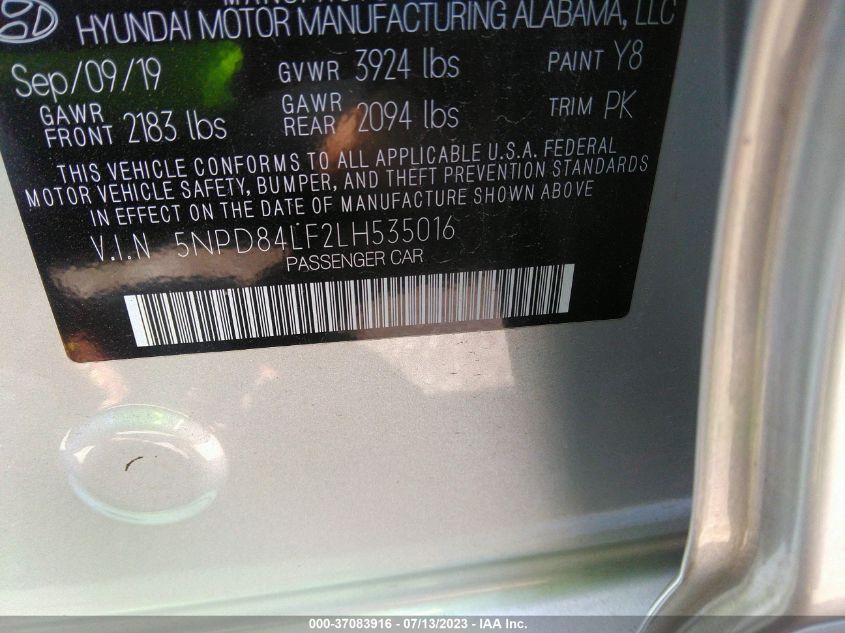 HYUNDAI MOTOR MANUFACTURING ALABAMA, LLC
Sep/09/19 GVWR 3924 lbs PAINT Y8
GAWR FRONT 2183 lbs GAWR REAR 2094 lbs TRIM PK
THIS VEHICLE CONFORMS TO ALL APPLICABLE U.S.A. FEDERAL
MOTOR VEHICLE SAFETY, BUMPER, AND THEFT PREVENTION STANDARDS
IN EFFECT ON THE DATE OF MANUFACTURE SHOWN ABOVE
V.I.N 5NPD84LF2LH535016
PASSENGER CAR
000-37083916 - 07/13/2023 - IAA Inc.